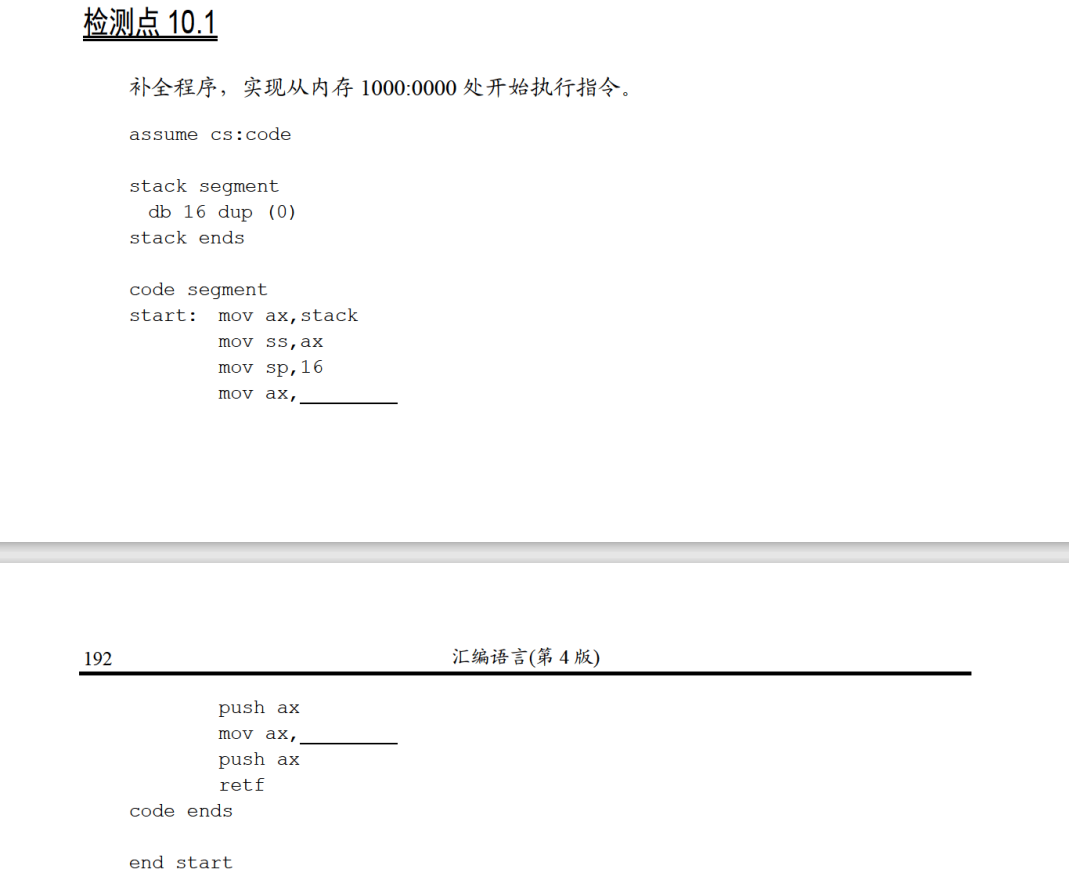 检测点 10.1
补全程序，实现从内存 1000:0000 处开始执行指令。
assume cs:code
stack segment
db 16 dup (0)
stack ends
code segment
start: mov ax,stack
mov ss,ax
mov sp,16
mov ax,________
192 汇编语言(第 4 版)
push ax
mov ax,________
push ax
retf
code ends
end start